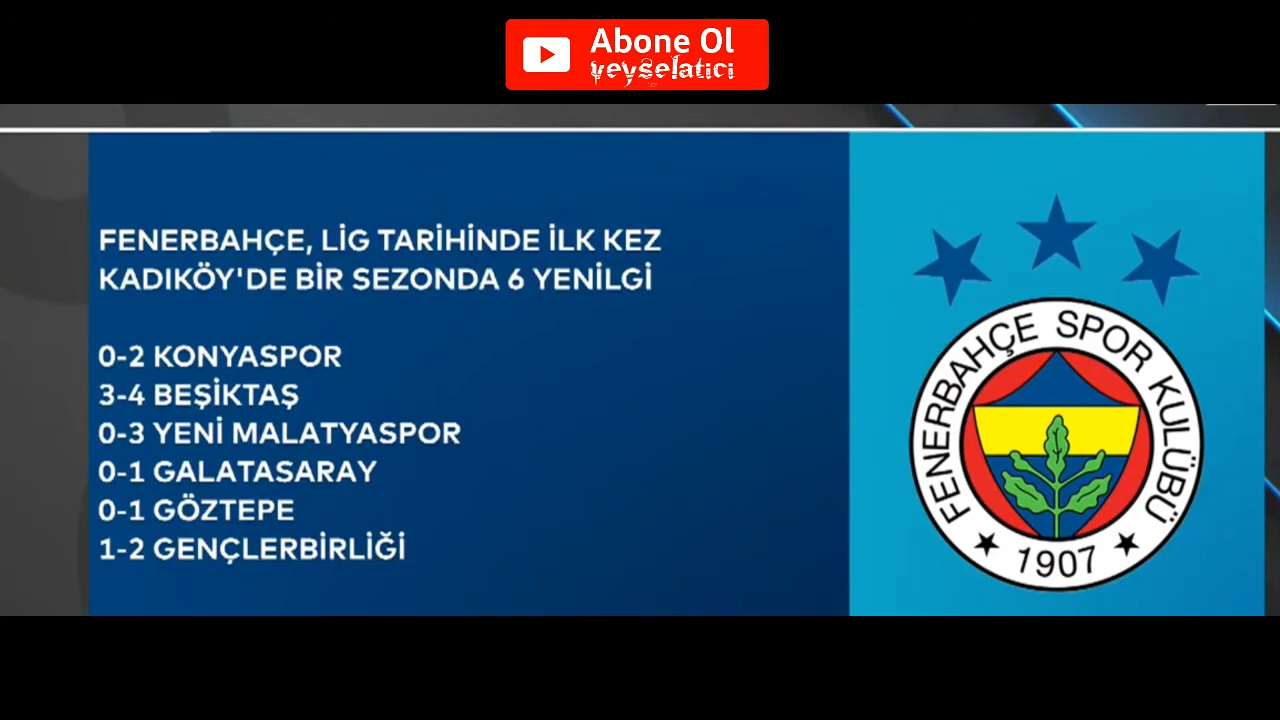 Abone Ol
veyselatici
FENERBAHÇE, LİG TARİHİNDE İLK KEZ
KADIKÖY'DE BİR SEZONDA 6 YENİLGİ
0-2 KONYASPOR
3-4 BEŞİKTAŞ
0-3 YENİ MALATYASPOR
0-1 GALATASARAY
0-1 GÖZTEPE
1-2 GENÇLERBİRLİĞİ
FENERBAHÇE SPOR KULÜBÜ
1907